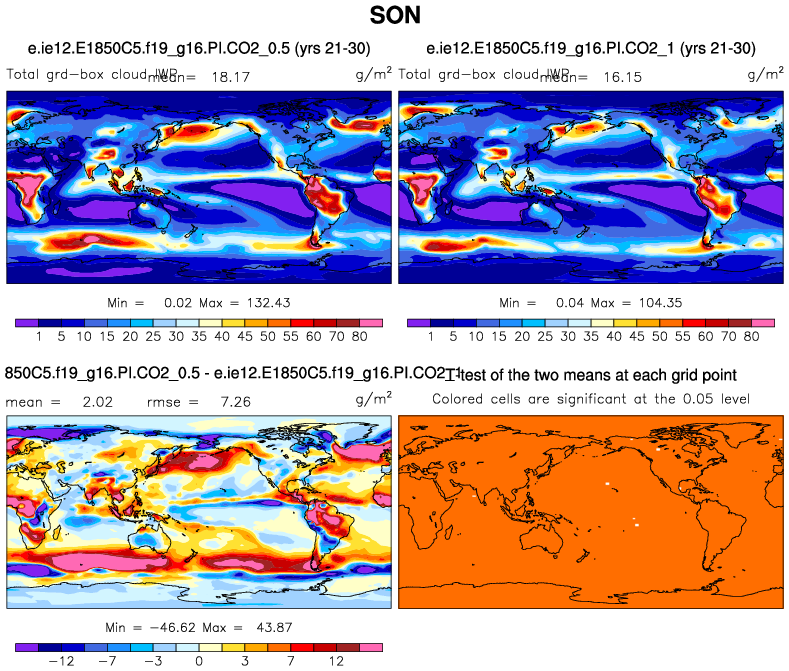 SON
e.ie12.E1850C5.f19_g16.PI.CO2_0.5 (yrs 21-30)
Total grd-box cloud IWP mean= 18.17 g/m2
Min = 0.02 Max = 132.43
1 5 10 15 20 25 30 35 40 45 50 55 60 70 80
e.ie12.E1850C5.f19_g16.PI.CO2_1 (yrs 21-30)
Total grd-box cloud IWP mean= 16.15 g/m2
Min = 0.04 Max = 104.35
1 5 10 15 20 25 30 35 40 45 50 55 60 70 80
850C5.f19_g16.PI.CO2_0.5 - e.ie12.E1850C5.f19_g16.PI.CO2_1
mean = 2.02 rmse = 7.26 g/m2
Min = −46.62 Max = 43.87
−12 −7 −3 0 3 7 12
T-test of the two means at each grid point
Colored cells are significant at the 0.05 level